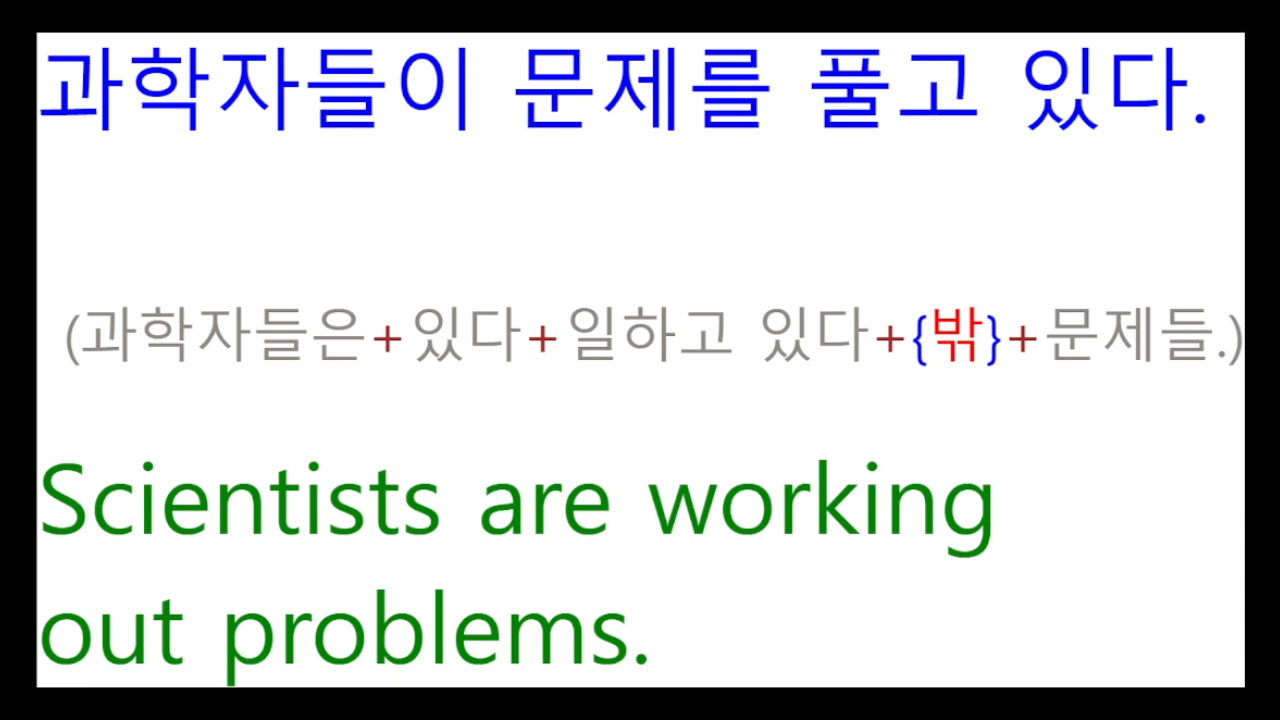 과학자들이 문제를 풀고 있다.
(과학자들은+있다+일하고 있다+{밖}+문제들.)
Scientists are working
out problems.